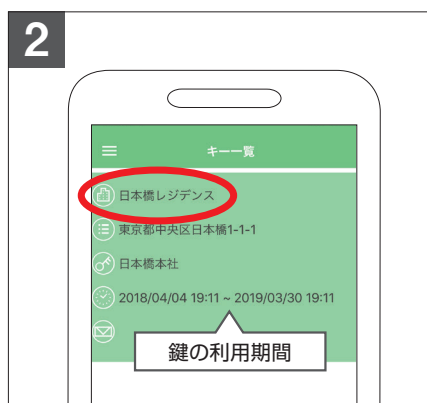 2
キー一覧
日本橋レジデンス
東京都中央区日本橋1-1-1
日本橋本社
2018/04/04 19:11 ~ 2019/03/30 19:11
鍵の利用期間